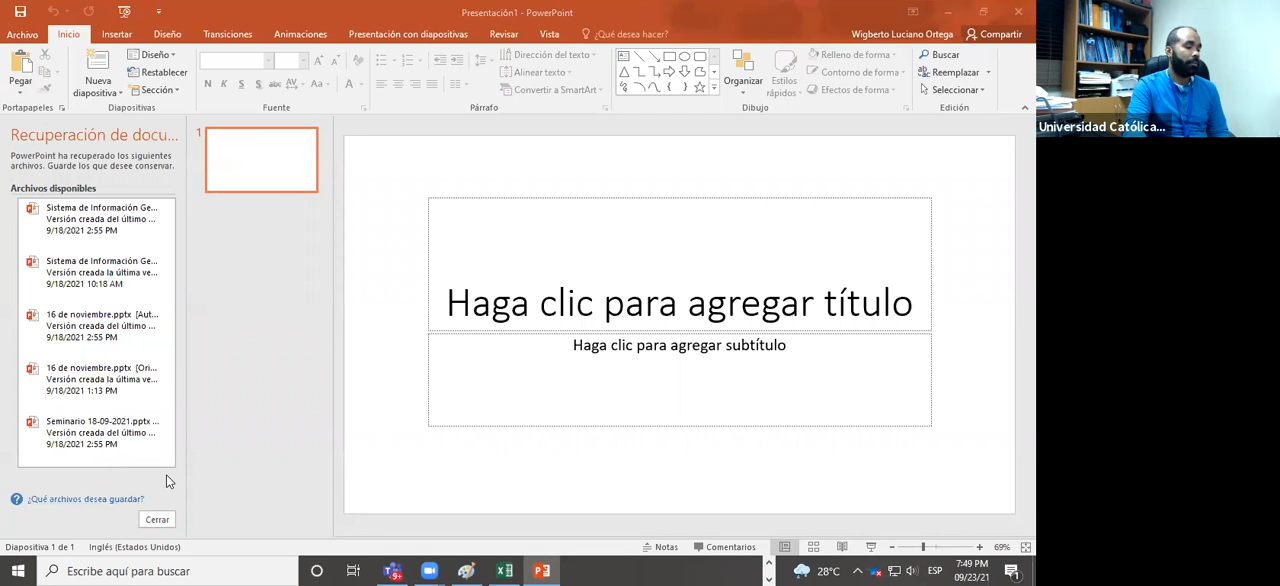 Presentación1 - PowerPoint
Archivo Inicio Insertar Diseño Transiciones Animaciones Presentación con diapositivas Revisar Vista ¿Qué desea hacer? Wigberto Luciano Ortega Compartir
Pegar
Nueva diapositiva
Diseño
Restablecer
Sección
N K S S abc AV Aa A
Dirección del texto
Alinear texto
Convertir a SmartArt
Organizar
Estilos rápidos
Relleno de forma
Contorno de forma
Efectos de forma
Buscar
Reemplazar
Seleccionar
Portapapeles Diapositivas Fuente Párrafo Dibujo Edición
Recuperación de docu...
PowerPoint ha recuperado los siguientes
archivos. Guarde los que desee conservar.
Archivos disponibles
Sistema de Información Ge...
Versión creada del último ...
9/18/2021 2:55 PM
Sistema de Información Ge...
Versión creada la última ve...
9/18/2021 10:18 AM
16 de noviembre.pptx [Aut...
Versión creada del último ...
9/18/2021 2:55 PM
16 de noviembre.pptx [Ori...
Versión creada la última ve...
9/18/2021 1:13 PM
Seminario 18-09-2021.pptx ...
Versión creada del último ...
9/18/2021 2:55 PM
¿Qué archivos desea guardar?
Cerrar
1
Haga clic para agregar título
Haga clic para agregar subtítulo
Universidad Católica...
Diapositiva 1 de 1 Inglés (Estados Unidos) Notas Comentarios 69%
Escribe aquí para buscar
9+
28°C
ESP
7:49 PM
09/23/21
1